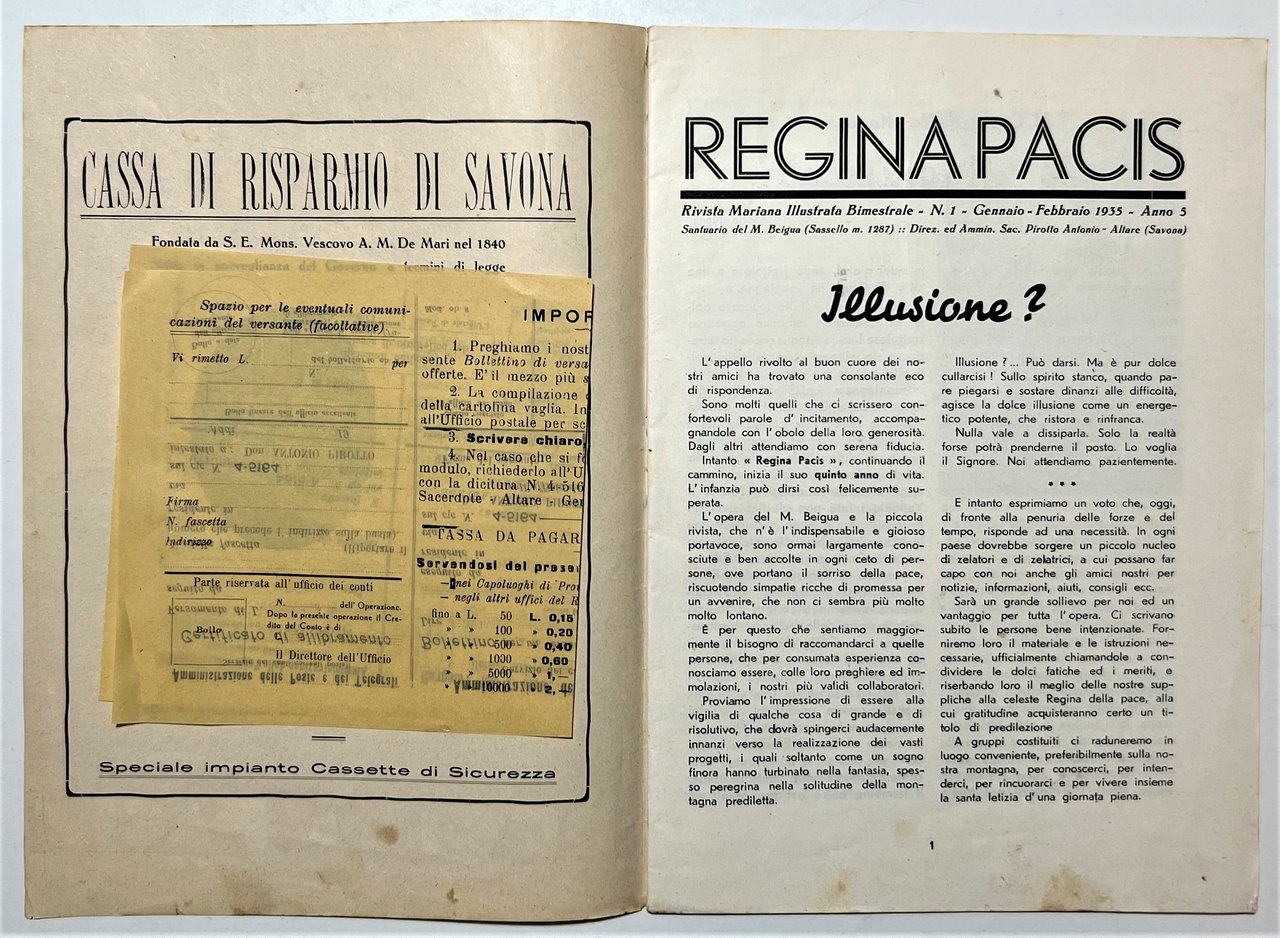 CASSA DI RISPARMIO DI SAVONA
Fondata da S. E. Mons. Vescovo A. M. De Mari nel 1840
sorveglianza del Governo a termini di legge
Spazio per le eventuali comuni-
cazioni del versante (facoltative)
Vi rimetto L. per
Firma
N. fascetta
Indirizzo
Parte riservata all' ufficio dei conti
N. dell' Operazione.
Dopo la presente operazione il Cre-
dito del Conto è di
Bollo
Il Direttore dell' Ufficio
IMPOR
1. Preghiamo i nost
sente Bollettino di versa
offerte. E' il mezzo più s
2. La compilazione
della cartolina vaglia. In
all'Ufficio postale per sc
3. Scrivere chiaro,
4. Nel caso che si fo
modulo, richiederlo all'U
con la dicitura N. 4-516
Sacerdote - Altare - Gen
TASSA DA PAGAR
Servendosi del presen
— nei Capoluoghi di Pro
— negli altri uffici del R
fino a L. 50 L. 0,15
» » 100 » 0,20
» » 500 » 0,40
» » 1000 » 0,60
» » 5000 » 1,—
» » 10000 » 2,
Speciale impianto Cassette di Sicurezza
REGINA PACIS
Rivista Mariana Illustrata Bimestrale - N. 1 - Gennaio - Febbraio 1935 - Anno 5
Santuario del M. Beigua (Sassello m. 1287) :: Direz. ed Ammin. Sac. Pirotto Antonio - Altare (Savona)
Illusione ?
L' appello rivolto al buon cuore dei no-
stri amici ha trovato una consolante eco
di rispondenza.
Sono molti quelli che ci scrissero con-
fortevoli parole d' incitamento, accompa-
gnandole con l' obolo della loro generosità.
Dagli altri attendiamo con serena fiducia.
Intanto « Regina Pacis », continuando il
cammino, inizia il suo quinto anno di vita.
L' infanzia può dirsi così felicemente su-
perata.
L' opera del M. Beigua e la piccola
rivista, che n' è l' indispensabile e gioioso
portavoce, sono ormai largamente cono-
sciute e ben accolte in ogni ceto di per-
sone, ove portano il sorriso della pace,
riscuotendo simpatie ricche di promessa per
un avvenire, che non ci sembra più molto
molto lontano.
È per questo che sentiamo maggior-
mente il bisogno di raccomandarci a quelle
persone, che per consumata esperienza co-
nosciamo essere, colle loro preghiere ed im-
molazioni, i nostri più validi collaboratori.
Proviamo l' impressione di essere alla
vigilia di qualche cosa di grande e di
risolutivo, che dovrà spingerci audacemente
innanzi verso la realizzazione dei vasti
progetti, i quali soltanto come un sogno
finora hanno turbinato nella fantasia, spes-
so peregrina nella solitudine della mon-
tagna prediletta.
Illusione ?... Può darsi. Ma è pur dolce
cullarcisi ! Sullo spirito stanco, quando pa-
re piegarsi e sostare dinanzi alle difficoltà,
agisce la dolce illusione come un energe-
tico potente, che ristora e rinfranca.
Nulla vale a dissiparla. Solo la realtà
forse potrà prenderne il posto. Lo voglia
il Signore. Noi attendiamo pazientemente.
* * *
E intanto esprimiamo un voto che, oggi,
di fronte alla penuria delle forze e del
tempo, risponde ad una necessità. In ogni
paese dovrebbe sorgere un piccolo nucleo
di zelatori e di zelatrici, a cui possano far
capo con noi anche gli amici nostri per
notizie, informazioni, aiuti, consigli ecc.
Sarà un grande sollievo per noi ed un
vantaggio per tutta l' opera. Ci scrivano
subito le persone bene intenzionate. For-
niremo loro il materiale e le istruzioni ne-
cessarie, ufficialmente chiamandole a con-
dividere le dolci fatiche ed i meriti, e
riserbando loro il meglio delle nostre sup-
pliche alla celeste Regina della pace, alla
cui gratitudine acquisteranno certo un ti-
tolo di predilezione
A gruppi costituiti ci raduneremo in
luogo conveniente, preferibilmente sulla no-
stra montagna, per conoscerci, per inten-
derci, per rincuorarci e per vivere insieme
la santa letizia d' una giornata piena.
1